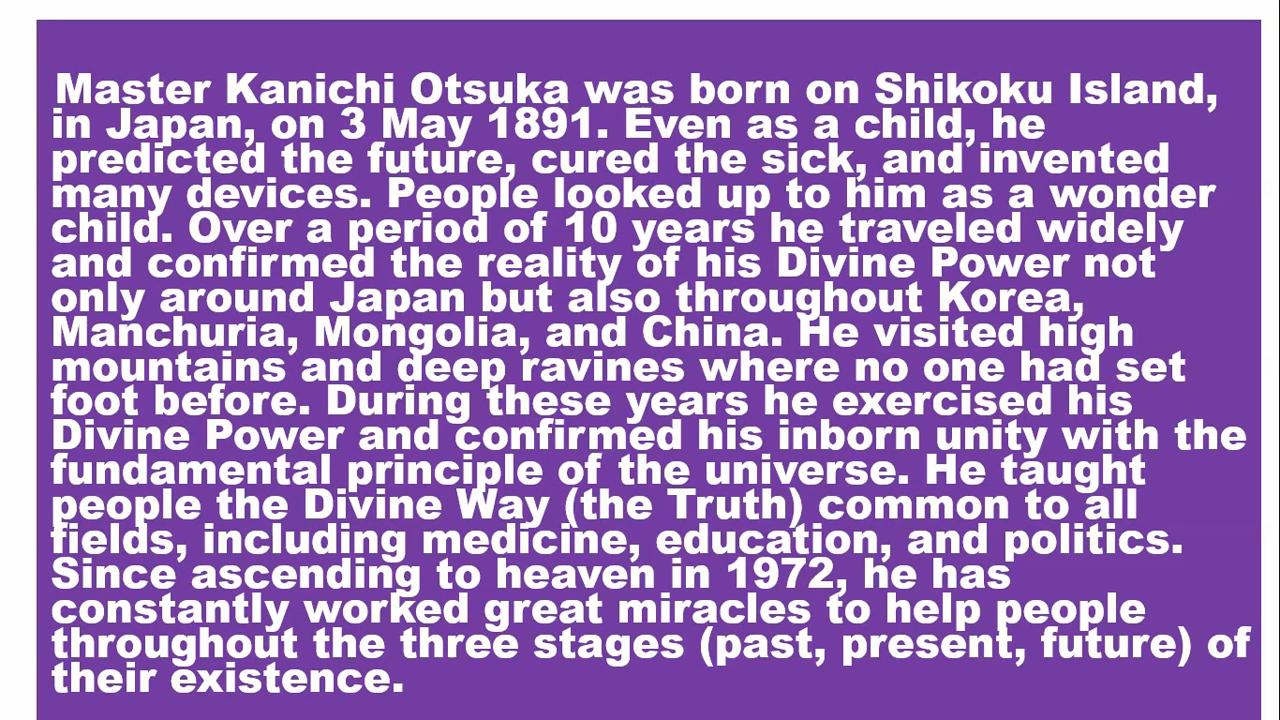 Master Kanichi Otsuka was born on Shikoku Island,
in Japan, on 3 May 1891. Even as a child, he
predicted the future, cured the sick, and invented
many devices. People looked up to him as a wonder
child. Over a period of 10 years he traveled widely
and confirmed the reality of his Divine Power not
only around Japan but also throughout Korea,
Manchuria, Mongolia, and China. He visited high
mountains and deep ravines where no one had set
foot before. During these years he exercised his
Divine Power and confirmed his inborn unity with the
fundamental principle of the universe. He taught
people the Divine Way (the Truth) common to all
fields, including medicine, education, and politics.
Since ascending to heaven in 1972, he has
constantly worked great miracles to help people
throughout the three stages (past, present, future) of
their existence.